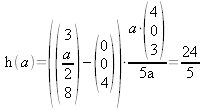 h(a) = ( ( (3, a/2, 8) − (0, 0, 4) ) · ( a · (4, 0, 3) ) / 5a ) = 24/5